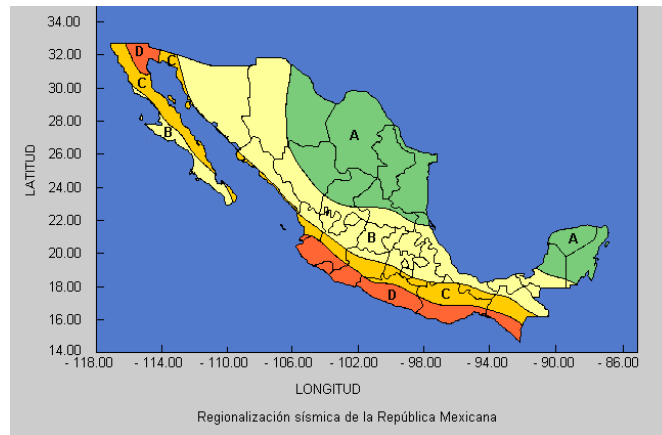 34.00
32.00
30.00
28.00
26.00
24.00
22.00
20.00
18.00
16.00
14.00
LATITUD
D
C
C
A
B
B
A
D
C
- 118.00 - 114.00 - 110.00 - 106.00 - 102.00 - 98.00 - 94.00 - 90.00 - 86.00
LONGITUD
Regionalización sísmica de la República Mexicana